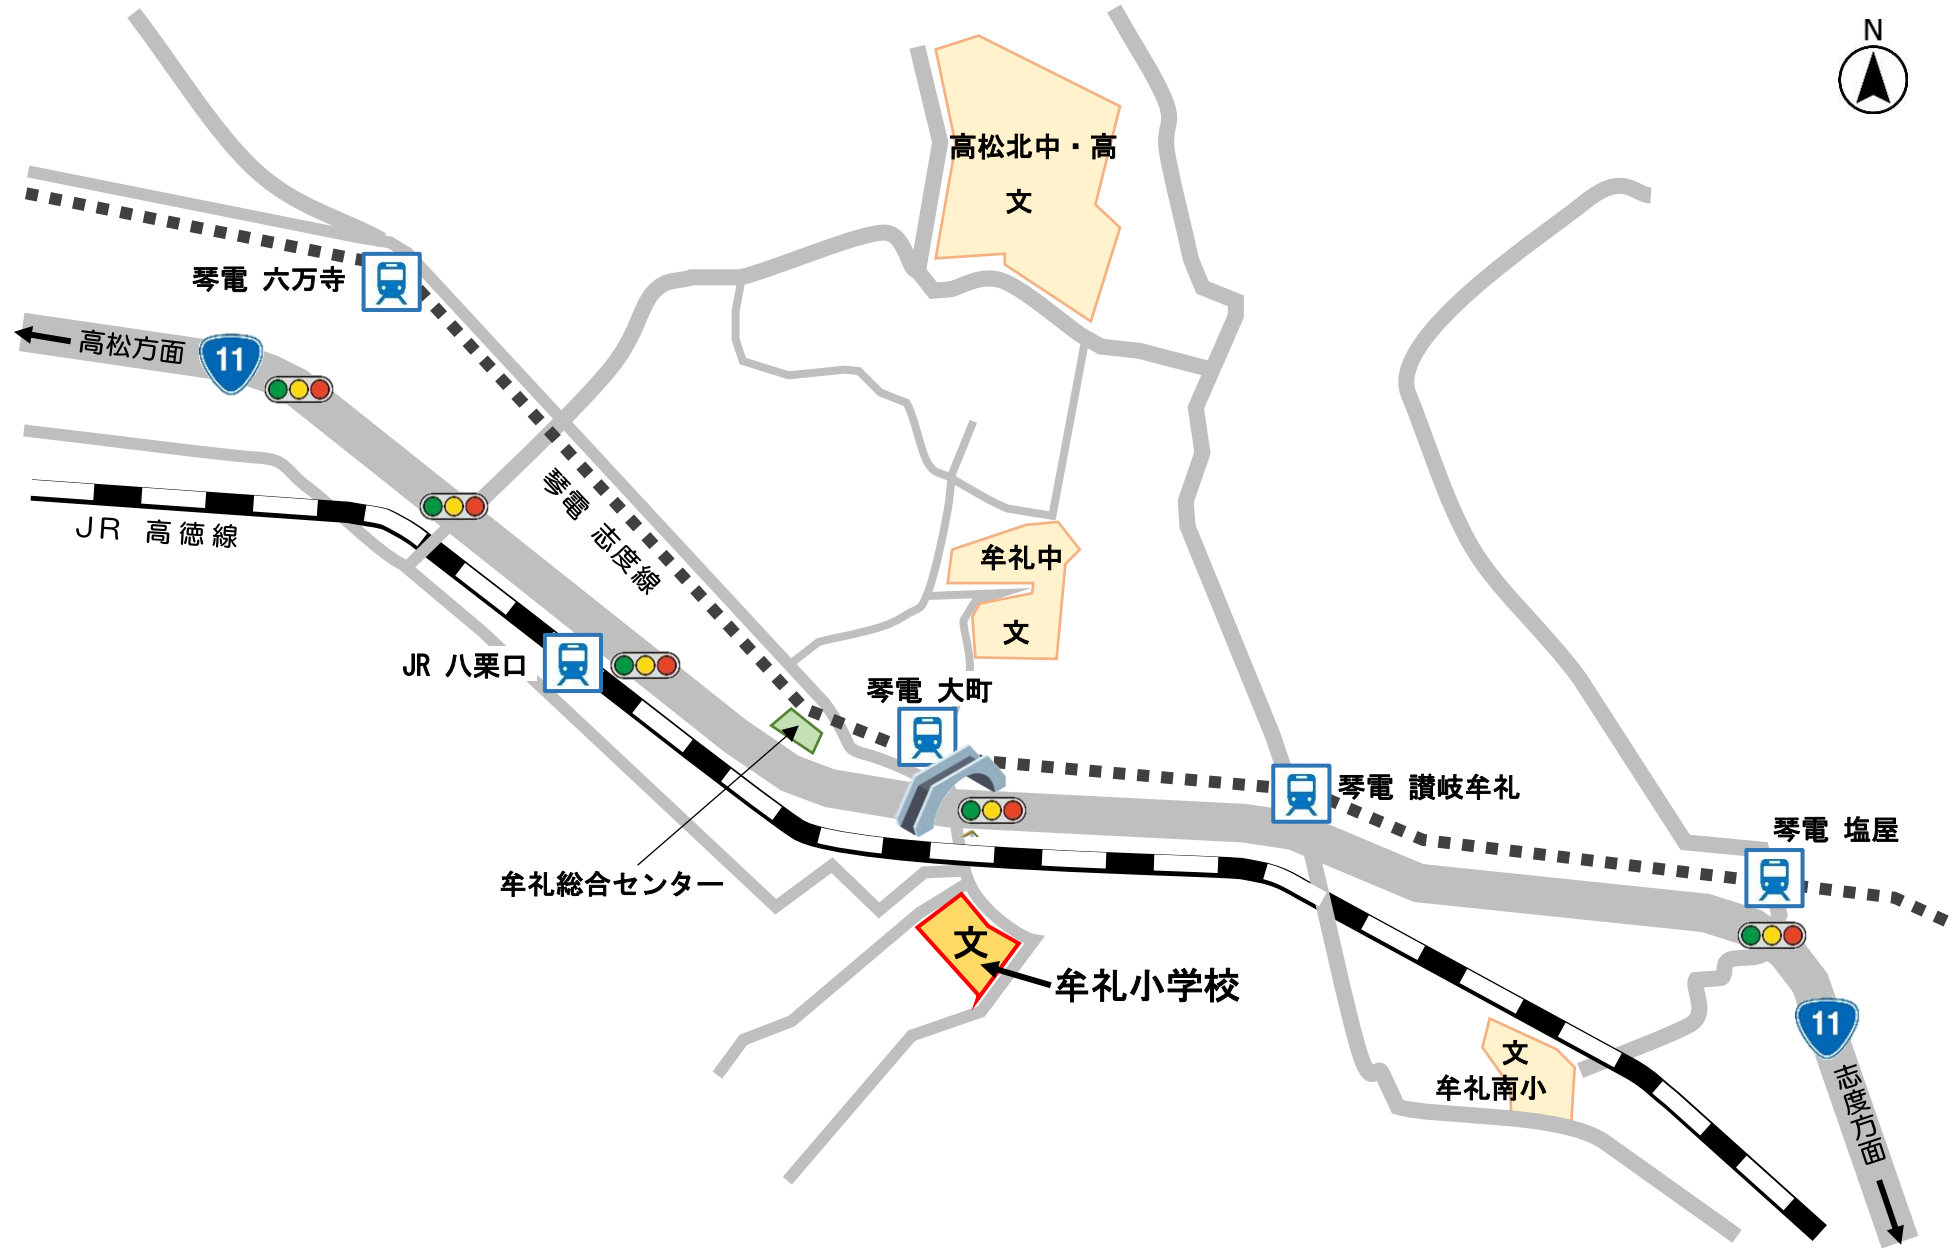 N
高松北中・高
文
琴電 六万寺
高松方面
11
JR 高徳線
琴電 志度線
牟礼中
文
JR 八栗口
琴電 大町
琴電 讃岐牟礼
琴電 塩屋
牟礼総合センター
文
牟礼小学校
文
牟礼南小
11
志度方面